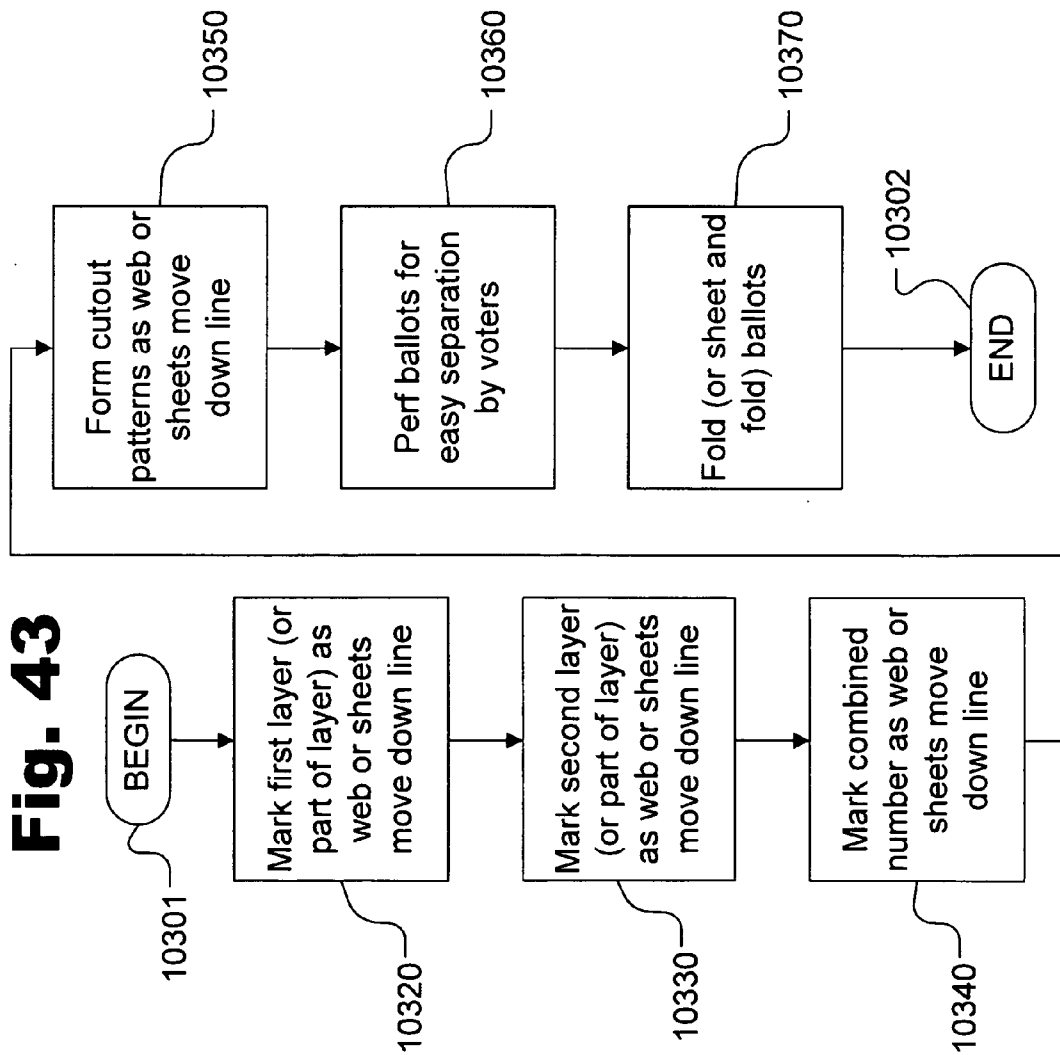 Fig. 43
BEGIN
10301
Mark first layer (or
part of layer) as
web or sheets
move down line
10320
Mark second layer
(or part of layer)
as web or sheets
move down line
10330
Mark combined
number as web or
sheets move
down line
10340
Form cutout
patterns as web or
sheets move
down line
10350
Perf ballots for
easy separation
by voters
10360
Fold (or sheet and
fold) ballots
10370
END
10302